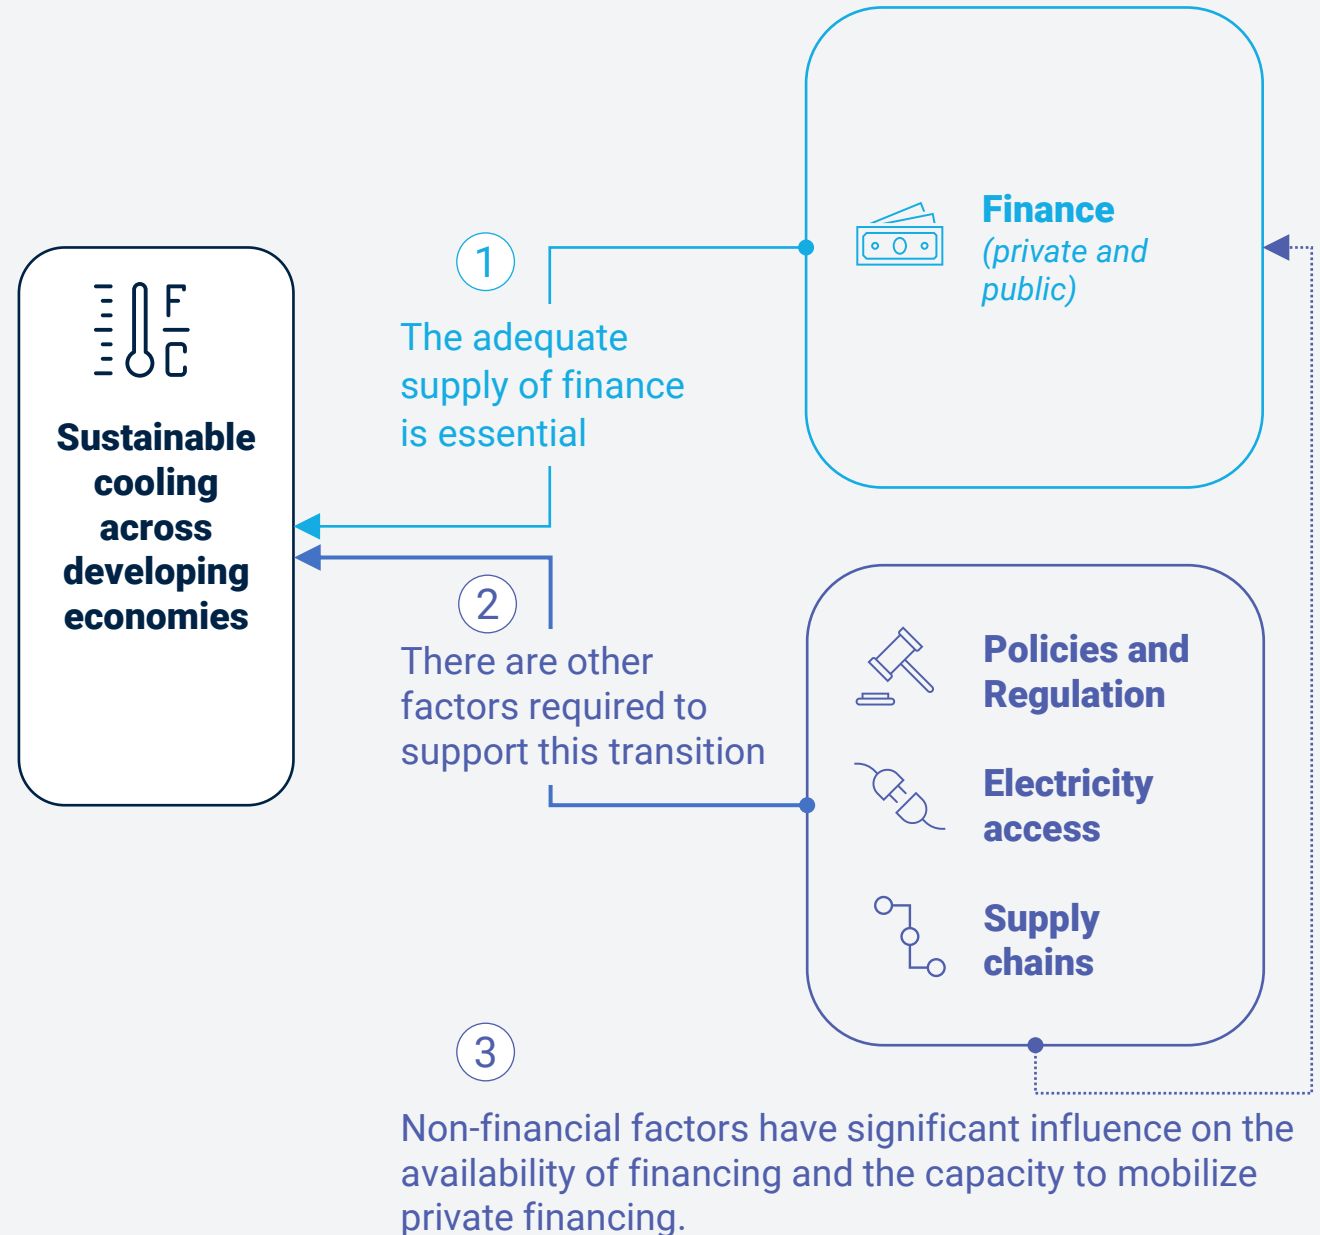 F
C
Sustainable
cooling
across
developing
economies
1
The adequate
supply of finance
is essential
Finance
(private and
public)
2
There are other
factors required to
support this transition
Policies and
Regulation
Electricity
access
Supply
chains
3
Non-financial factors have significant influence on the
availability of financing and the capacity to mobilize
private financing.